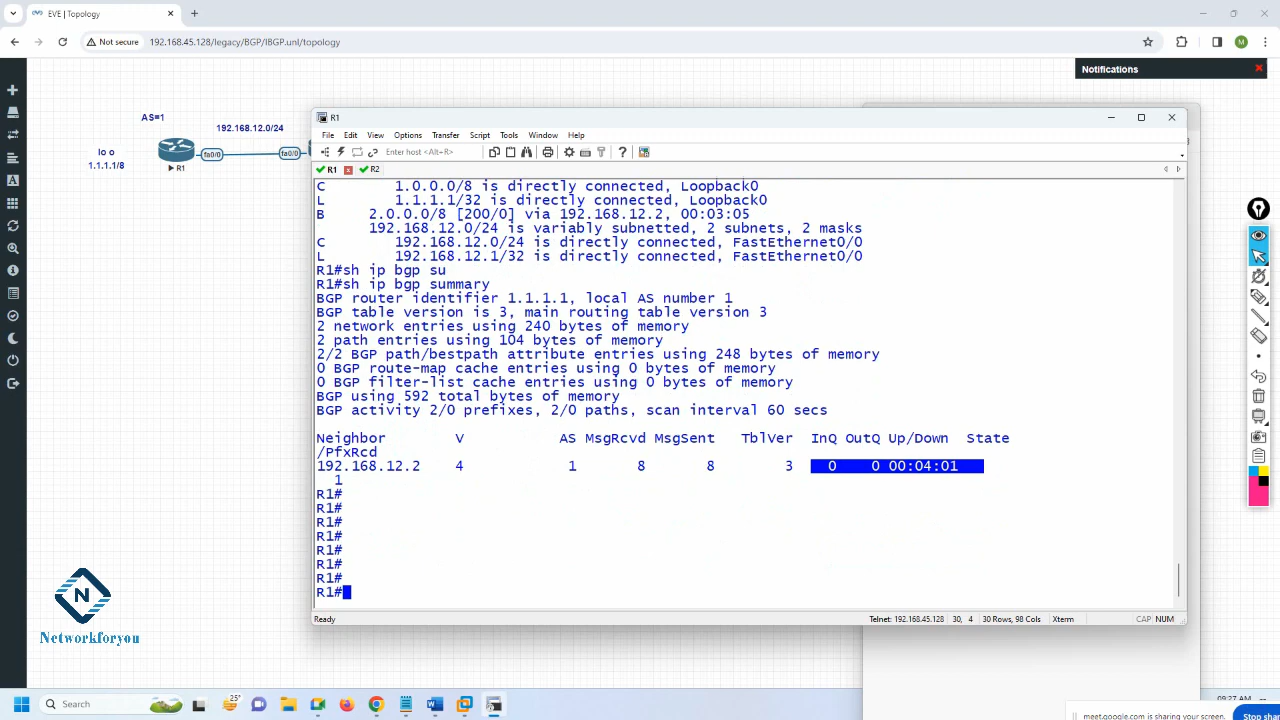 EVE | Topology
Not secure
192.168.45.128/legacy/BGP/IBGP.unl/topology
M
Notifications
AS=1
192.168.12.0/24
lo o
1.1.1.1/8
fa0/0
fa0/0
R1
R1
File Edit View Options Transfer Script Tools Window Help
Enter host <Alt+R>
R1 R2
C 1.0.0.0/8 is directly connected, Loopback0
L 1.1.1.1/32 is directly connected, Loopback0
B 2.0.0.0/8 [200/0] via 192.168.12.2, 00:03:05
192.168.12.0/24 is variably subnetted, 2 subnets, 2 masks
C 192.168.12.0/24 is directly connected, FastEthernet0/0
L 192.168.12.1/32 is directly connected, FastEthernet0/0
R1#sh ip bgp su
R1#sh ip bgp summary
BGP router identifier 1.1.1.1, local AS number 1
BGP table version is 3, main routing table version 3
2 network entries using 240 bytes of memory
2 path entries using 104 bytes of memory
2/2 BGP path/bestpath attribute entries using 248 bytes of memory
0 BGP route-map cache entries using 0 bytes of memory
0 BGP filter-list cache entries using 0 bytes of memory
BGP using 592 total bytes of memory
BGP activity 2/0 prefixes, 2/0 paths, scan interval 60 secs
Neighbor V AS MsgRcvd MsgSent TblVer InQ OutQ Up/Down State
/PfxRcd
192.168.12.2 4 1 8 8 3 0 0 00:04:01
1
R1#
R1#
R1#
R1#
R1#
R1#
R1#
R1#
Ready
Telnet: 192.168.45.128 30, 4 30 Rows, 98 Cols Xterm CAP NUM
N
Networkforyou
Search
25°
09:27 AM
meet.google.com is sharing your screen.
Stop sha